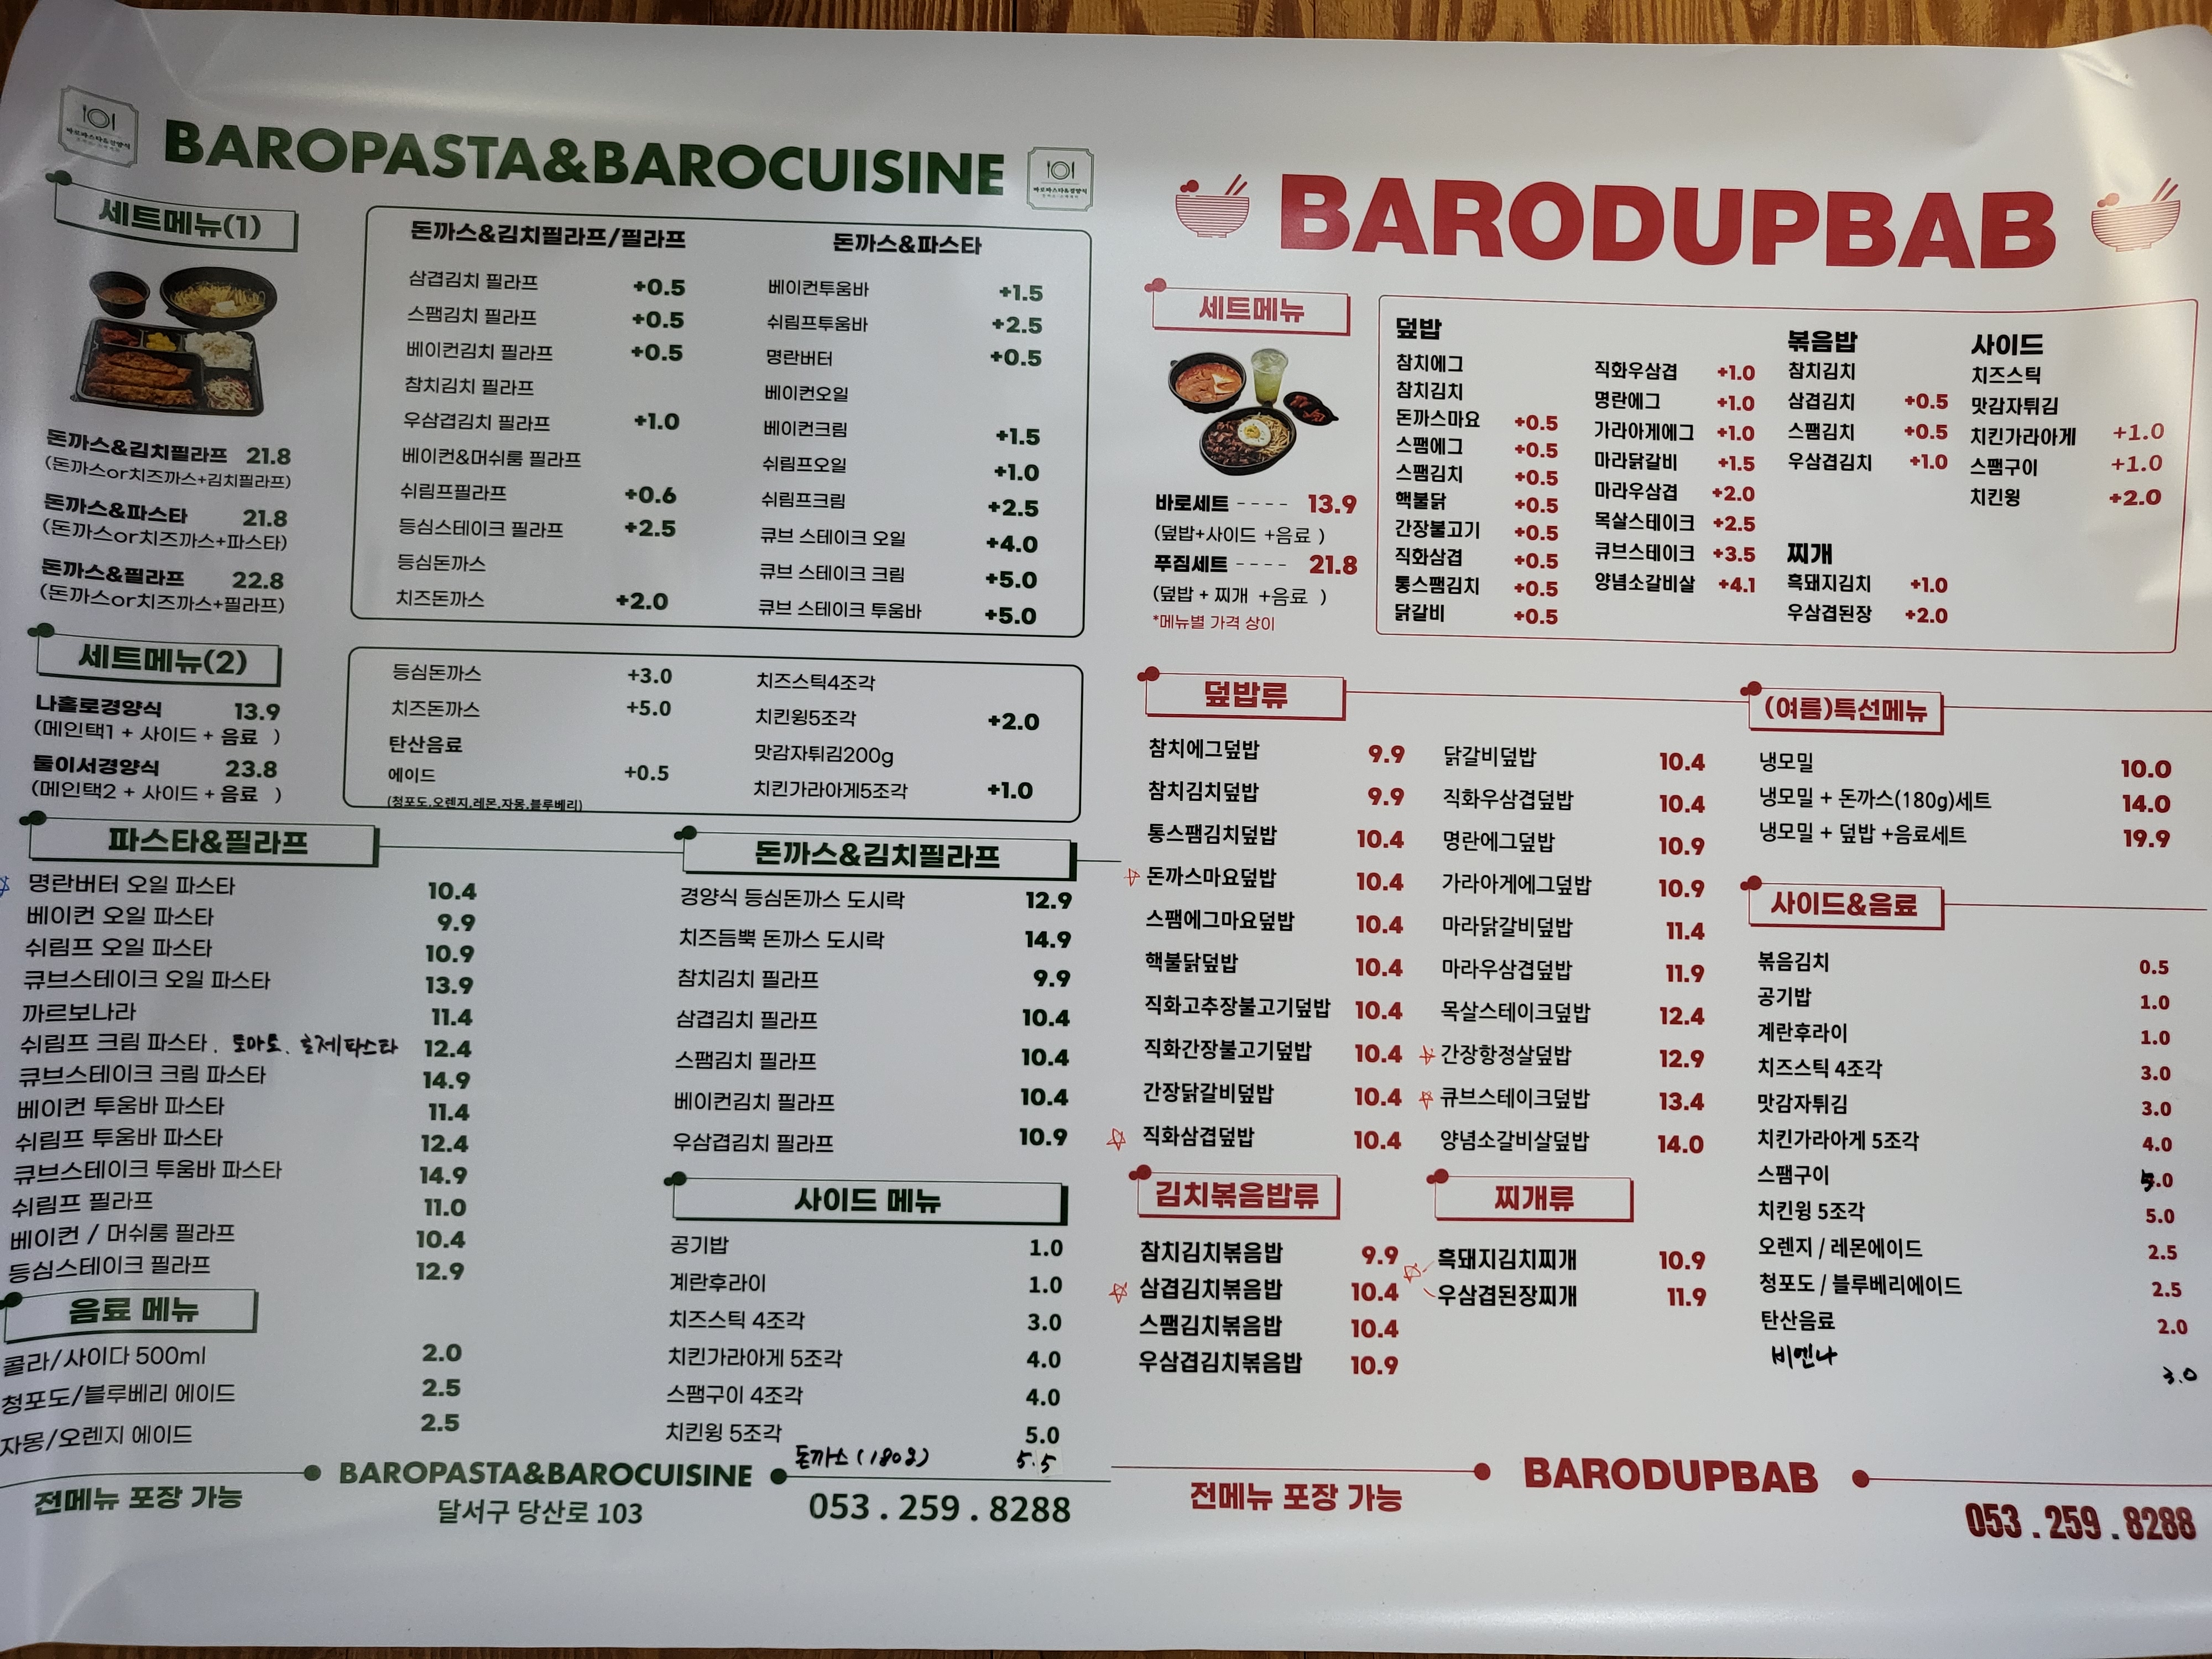 BAROPASTA&BAROCUISINE
세트메뉴(1)
돈까스&김치필라프 21.8
(돈까스or치즈까스+김치필라프)
돈까스&파스타 21.8
(돈까스or치즈까스+파스타)
돈까스&필라프 22.8
(돈까스or치즈까스+필라프)
돈까스&김치필라프/필라프
삼겹김치 필라프 +0.5
스팸김치 필라프 +0.5
베이컨김치 필라프 +0.5
참치김치 필라프
우삼겹김치 필라프 +1.0
베이컨&머쉬룸 필라프
쉬림프필라프 +0.6
등심스테이크 필라프 +2.5
등심돈까스
치즈돈까스 +2.0
돈까스&파스타
베이컨투움바 +1.5
쉬림프투움바 +2.5
명란버터 +0.5
베이컨오일
베이컨크림 +1.5
쉬림프오일 +1.0
쉬림프크림 +2.5
큐브 스테이크 오일 +4.0
큐브 스테이크 크림 +5.0
큐브 스테이크 투움바 +5.0
세트메뉴(2)
나홀로경양식 13.9
(메인택1 + 사이드 + 음료 )
둘이서경양식 23.8
(메인택2 + 사이드 + 음료 )
등심돈까스 +3.0
치즈돈까스 +5.0
탄산음료
에이드 +0.5
(청포도,오렌지,레몬,자몽,블루베리)
치즈스틱4조각
치킨윙5조각 +2.0
맛감자튀김200g
치킨가라아게5조각 +1.0
파스타&필라프
명란버터 오일 파스타 10.4
베이컨 오일 파스타 9.9
쉬림프 오일 파스타 10.9
큐브스테이크 오일 파스타 13.9
까르보나라 11.4
쉬림프 크림 파스타. 토마토. 12.4
큐브스테이크 크림 파스타 14.9
베이컨 투움바 파스타 11.4
쉬림프 투움바 파스타 12.4
큐브스테이크 투움바 파스타 14.9
쉬림프 필라프 11.0
베이컨 / 머쉬룸 필라프 10.4
등심스테이크 필라프 12.9
음료 메뉴
콜라/사이다 500ml 2.0
청포도/블루베리 에이드 2.5
자몽/오렌지 에이드 2.5
돈까스&김치필라프
경양식 등심돈까스 도시락 12.9
치즈듬뿍 돈까스 도시락 14.9
참치김치 필라프 9.9
삼겹김치 필라프 10.4
스팸김치 필라프 10.4
베이컨김치 필라프 10.4
우삼겹김치 필라프 10.9
사이드 메뉴
공기밥 1.0
계란후라이 1.0
치즈스틱 4조각 3.0
치킨가라아게 5조각 4.0
스팸구이 4조각 4.0
치킨윙 5조각 5.0
돈까스 (180g) 5.5
BAROPASTA&BAROCUISINE
전메뉴 포장 가능
달서구 당산로 103
053 . 259 . 8288
BARODUPBAB
세트메뉴
바로세트 ---- 13.9
(덮밥+사이드 +음료 )
푸짐세트 ---- 21.8
(덮밥 + 찌개 +음료 )
*메뉴별 가격 상이
덮밥
참치에그
참치김치
돈까스마요 +0.5
스팸에그 +0.5
스팸김치 +0.5
핵불닭 +0.5
간장불고기 +0.5
직화삼겹 +0.5
통스팸김치 +0.5
닭갈비 +0.5
직화우삼겹 +1.0
명란에그 +1.0
가라아게에그 +1.0
마라닭갈비 +1.5
마라우삼겹 +2.0
목살스테이크 +2.5
큐브스테이크 +3.5
양념소갈비살 +4.1
볶음밥
참치김치
삼겹김치 +0.5
스팸김치 +0.5
우삼겹김치 +1.0
찌개
흑돼지김치 +1.0
우삼겹된장 +2.0
사이드
치즈스틱
맛감자튀김
치킨가라아게 +1.0
스팸구이 +1.0
치킨윙 +2.0
덮밥류
참치에그덮밥 9.9
참치김치덮밥 9.9
통스팸김치덮밥 10.4
돈까스마요덮밥 10.4
스팸에그마요덮밥 10.4
핵불닭덮밥 10.4
직화고추장불고기덮밥 10.4
직화간장불고기덮밥 10.4
간장닭갈비덮밥 10.4
직화삼겹덮밥 10.4
닭갈비덮밥 10.4
직화우삼겹덮밥 10.4
명란에그덮밥 10.9
가라아게에그덮밥 10.9
마라닭갈비덮밥 11.4
마라우삼겹덮밥 11.9
목살스테이크덮밥 12.4
간장항정살덮밥 12.9
큐브스테이크덮밥 13.4
양념소갈비살덮밥 14.0
김치볶음밥류
참치김치볶음밥 9.9
삼겹김치볶음밥 10.4
스팸김치볶음밥 10.4
우삼겹김치볶음밥 10.9
찌개류
흑돼지김치찌개 10.9
우삼겹된장찌개 11.9
(여름)특선메뉴
냉모밀 10.0
냉모밀 + 돈까스(180g)세트 14.0
냉모밀 + 덮밥 +음료세트 19.9
사이드&음료
볶음김치 0.5
공기밥 1.0
계란후라이 1.0
치즈스틱 4조각 3.0
맛감자튀김 3.0
치킨가라아게 5조각 4.0
스팸구이 5.0
치킨윙 5조각 5.0
오렌지 / 레몬에이드 2.5
청포도 / 블루베리에이드 2.5
탄산음료 2.0
비엔나 3.0
전메뉴 포장 가능
BARODUPBAB
053 . 259 . 8288